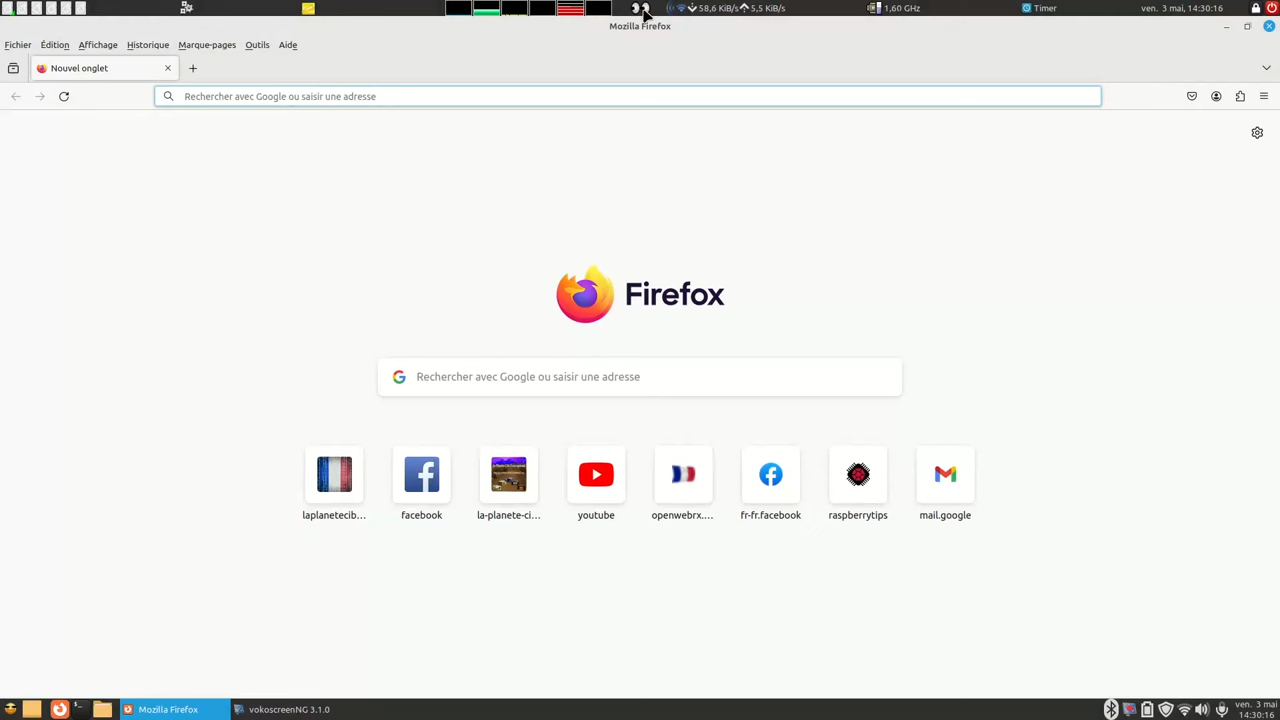 58,6 KiB/s 5,5 KiB/s 1,60 GHz Timer ven. 3 mai, 14:30:16
Mozilla Firefox
Fichier Édition Affichage Historique Marque-pages Outils Aide
Nouvel onglet
Rechercher avec Google ou saisir une adresse
Firefox
Rechercher avec Google ou saisir une adresse
laplanetecib... facebook la-plante-ci... youtube openwebrx.... fr-fr.facebook raspberrytips mail.google
Mozilla Firefox vokoscreenNG 3.1.0 ven. 3 mai
14:30:16